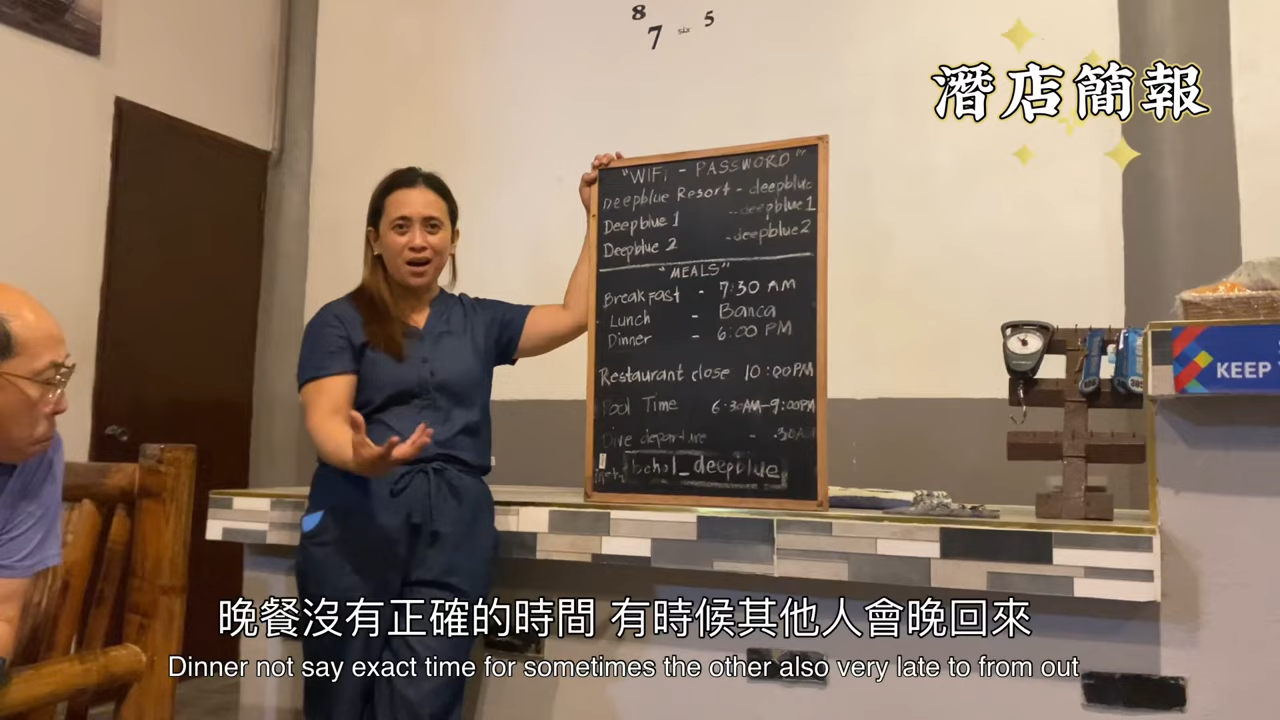 8 7 six 5
潛店簡報
"WIFI - PASSWORD"
Deepblue Resort - deepblue
Deepblue 1 - deepblue1
Deepblue 2 - deepblue2
"MEALS"
Breakfast - 7:30 AM
Lunch - Banca
Dinner - 6:00 PM
Restaurant close 10:00PM
Pool Time 6:30AM-9:00PM
Dive departure -
bohol_deepblue
KEEP
晚餐沒有正確的時間 有時候其他人會晚回來
Dinner not say exact time for sometimes the other also very late to from out